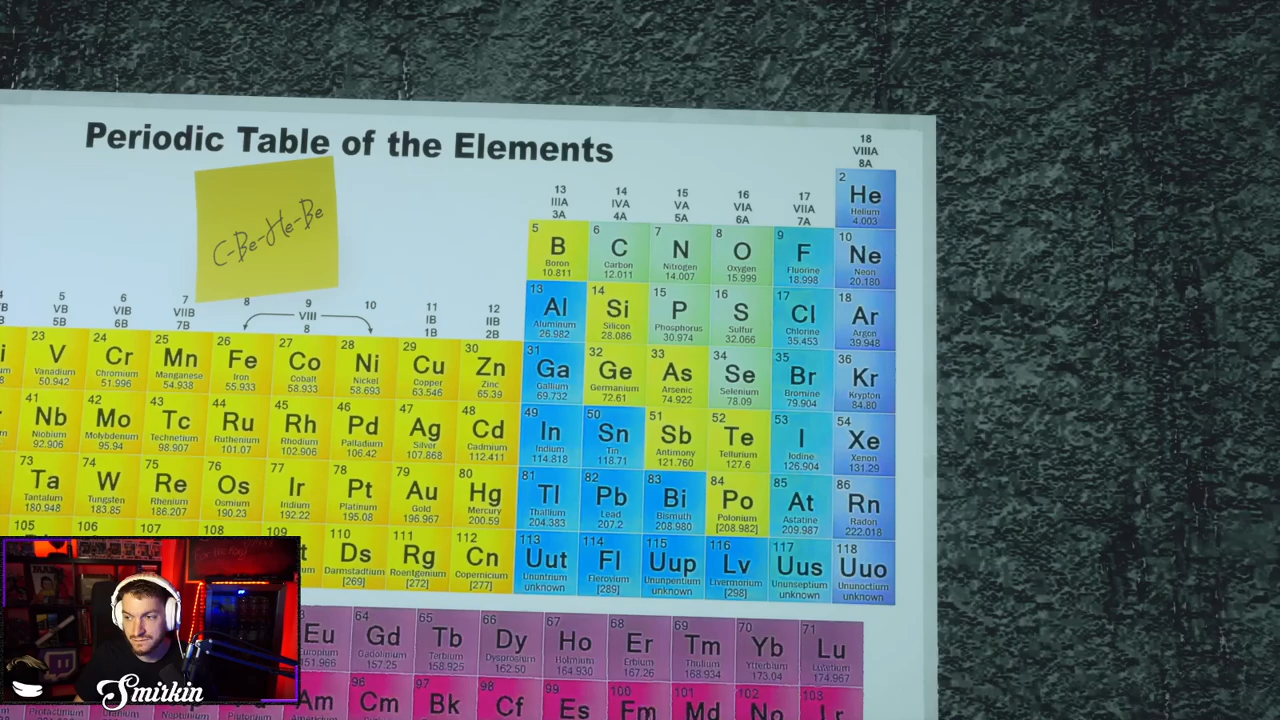 Periodic Table of the Elements
C-Be-He-Be
18
VIIIA
8A
13 14 15 16 17
IIIA IVA VA VIA VIIA
3A 4A 5A 6A 7A
2
He
Helium
4.003
5 6 7 8 9 10
B C N O F Ne
Boron Carbon Nitrogen Oxygen Fluorine Neon
10.811 12.011 14.007 15.999 18.998 20.180
5 6 7 8 9 10 11 12
VB VIB VIIB VIII IB IIB
5B 6B 7B 8 1B 2B
13 14 15 16 17 18
Al Si P S Cl Ar
Aluminum Silicon Phosphorus Sulfur Chlorine Argon
26.982 28.086 30.974 32.066 35.453 39.948
23 24 25 26 27 28 29 30 31 32 33 34 35 36
V Cr Mn Fe Co Ni Cu Zn Ga Ge As Se Br Kr
Vanadium Chromium Manganese Iron Cobalt Nickel Copper Zinc Gallium Germanium Arsenic Selenium Bromine Krypton
50.942 51.996 54.938 55.933 58.933 58.693 63.546 65.39 69.732 72.61 74.922 78.09 79.904 84.80
41 42 43 44 45 46 47 48 49 50 51 52 53 54
Nb Mo Tc Ru Rh Pd Ag Cd In Sn Sb Te I Xe
Niobium Molybdenum Technetium Ruthenium Rhodium Palladium Silver Cadmium Indium Tin Antimony Tellurium Iodine Xenon
92.906 95.94 98.907 101.07 102.906 106.42 107.868 112.411 114.818 118.71 121.760 127.6 126.904 131.29
73 74 75 76 77 78 79 80 81 82 83 84 85 86
Ta W Re Os Ir Pt Au Hg Tl Pb Bi Po At Rn
Tantalum Tungsten Rhenium Osmium Iridium Platinum Gold Mercury Thallium Lead Bismuth Polonium Astatine Radon
180.948 183.85 186.207 190.23 192.22 195.08 196.967 200.59 204.383 207.2 208.980 [208.982] 209.987 222.018
105 106 107 108 109 110 111 112 113 114 115 116 117 118
Ds Rg Cn Uut Fl Uup Lv Uus Uuo
Darmstadtium Roentgenium Copernicium Ununtrium Flerovium Ununpentium Livermorium Ununseptium Ununoctium
[269] [272] [277] unknown [289] unknown [298] unknown unknown
64 65 66 67 68 69 70 71
Eu Gd Tb Dy Ho Er Tm Yb Lu
Europium Gadolinium Terbium Dysprosium Holmium Erbium Thulium Ytterbium Lutetium
151.966 157.25 158.925 162.50 164.930 167.26 168.934 173.04 174.967
96 97 98 99 100 101 102 103
Am Cm Bk Cf Es Fm Md No Lr
Smirkin